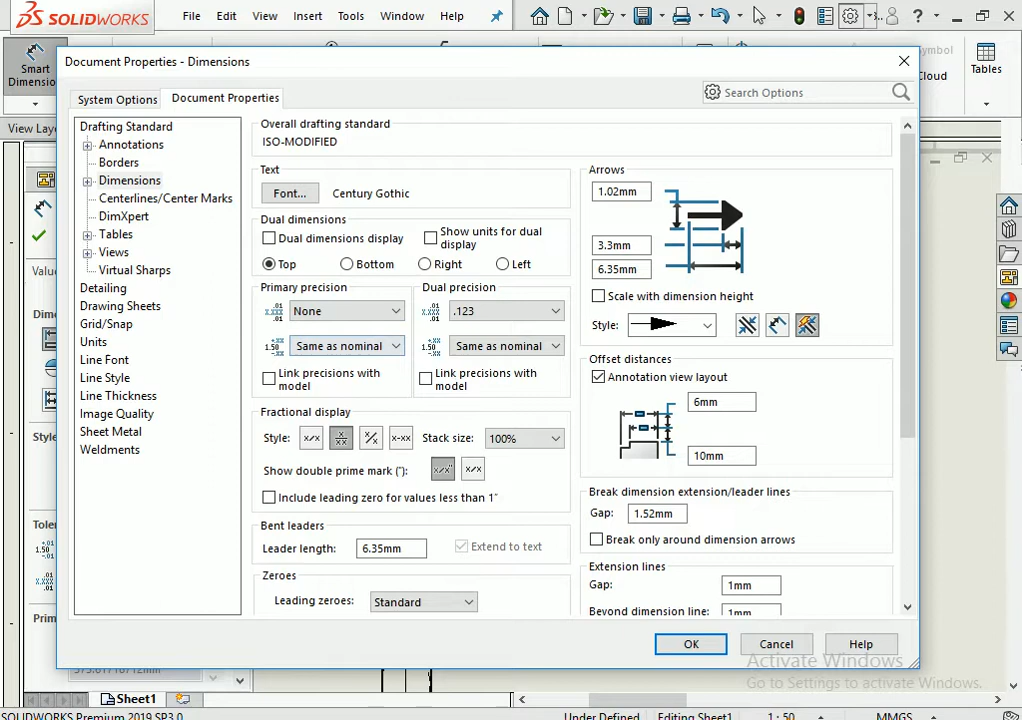 SOLIDWORKS
File Edit View Insert Tools Window Help
Smart
Dimension
Tables
View Lay
Document Properties - Dimensions
System Options Document Properties
Search Options
Drafting Standard
Annotations
Borders
Dimensions
Centerlines/Center Marks
DimXpert
Tables
Views
Virtual Sharps
Detailing
Drawing Sheets
Grid/Snap
Units
Line Font
Line Style
Line Thickness
Image Quality
Sheet Metal
Weldments
Overall drafting standard
ISO-MODIFIED
Text
Font... Century Gothic
Dual dimensions
Dual dimensions display
Show units for dual
display
Top Bottom Right Left
Primary precision
None
Same as nominal
Link precisions with
model
Dual precision
.123
Same as nominal
Link precisions with
model
Fractional display
Style: x/x x/xx x/x x-xx Stack size: 100%
Show double prime mark ("): x/x" x/x
Include leading zero for values less than 1"
Bent leaders
Leader length: 6.35mm Extend to text
Zeroes
Leading zeroes: Standard
Arrows
1.02mm
3.3mm
6.35mm
Scale with dimension height
Style:
Offset distances
Annotation view layout
6mm
10mm
Break dimension extension/leader lines
Gap: 1.52mm
Break only around dimension arrows
Extension lines
Gap: 1mm
Beyond dimension line: 1mm
OK Cancel Help
Activate Windows
Go to Settings to activate Windows.
Sheet1
SOLIDWORKS Premium 2019 SP3.0
Under Defined Editing Sheet1 1 : 50 MMGS